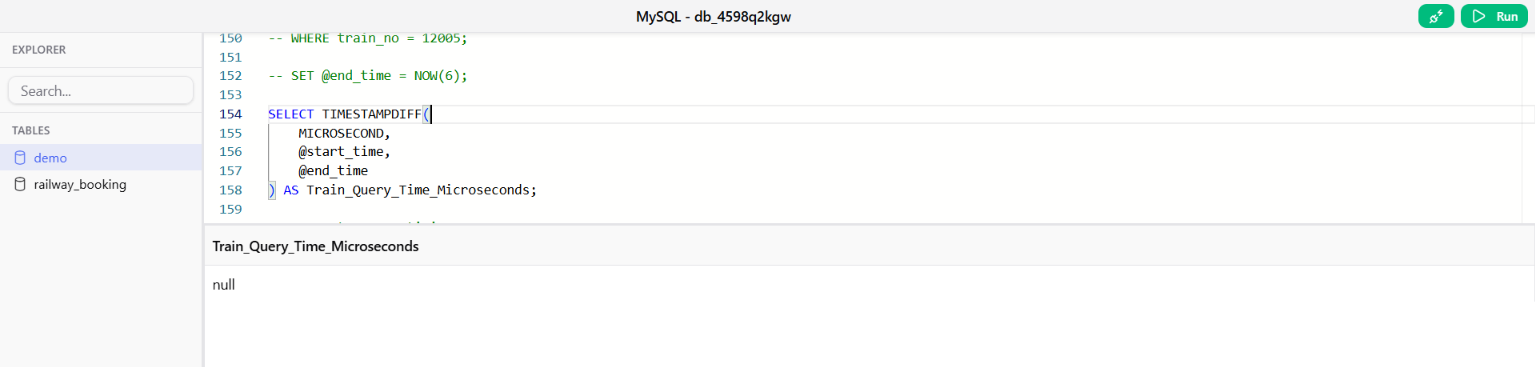 MySQL - db_4598q2kgw
Run
EXPLORER
Search...
TABLES
demo
railway_booking
150 -- WHERE train_no = 12005;
151
152 -- SET @end_time = NOW(6);
153
154 SELECT TIMESTAMPDIFF(
155 MICROSECOND,
156 @start_time,
157 @end_time
158 ) AS Train_Query_Time_Microseconds;
159
Train_Query_Time_Microseconds
null